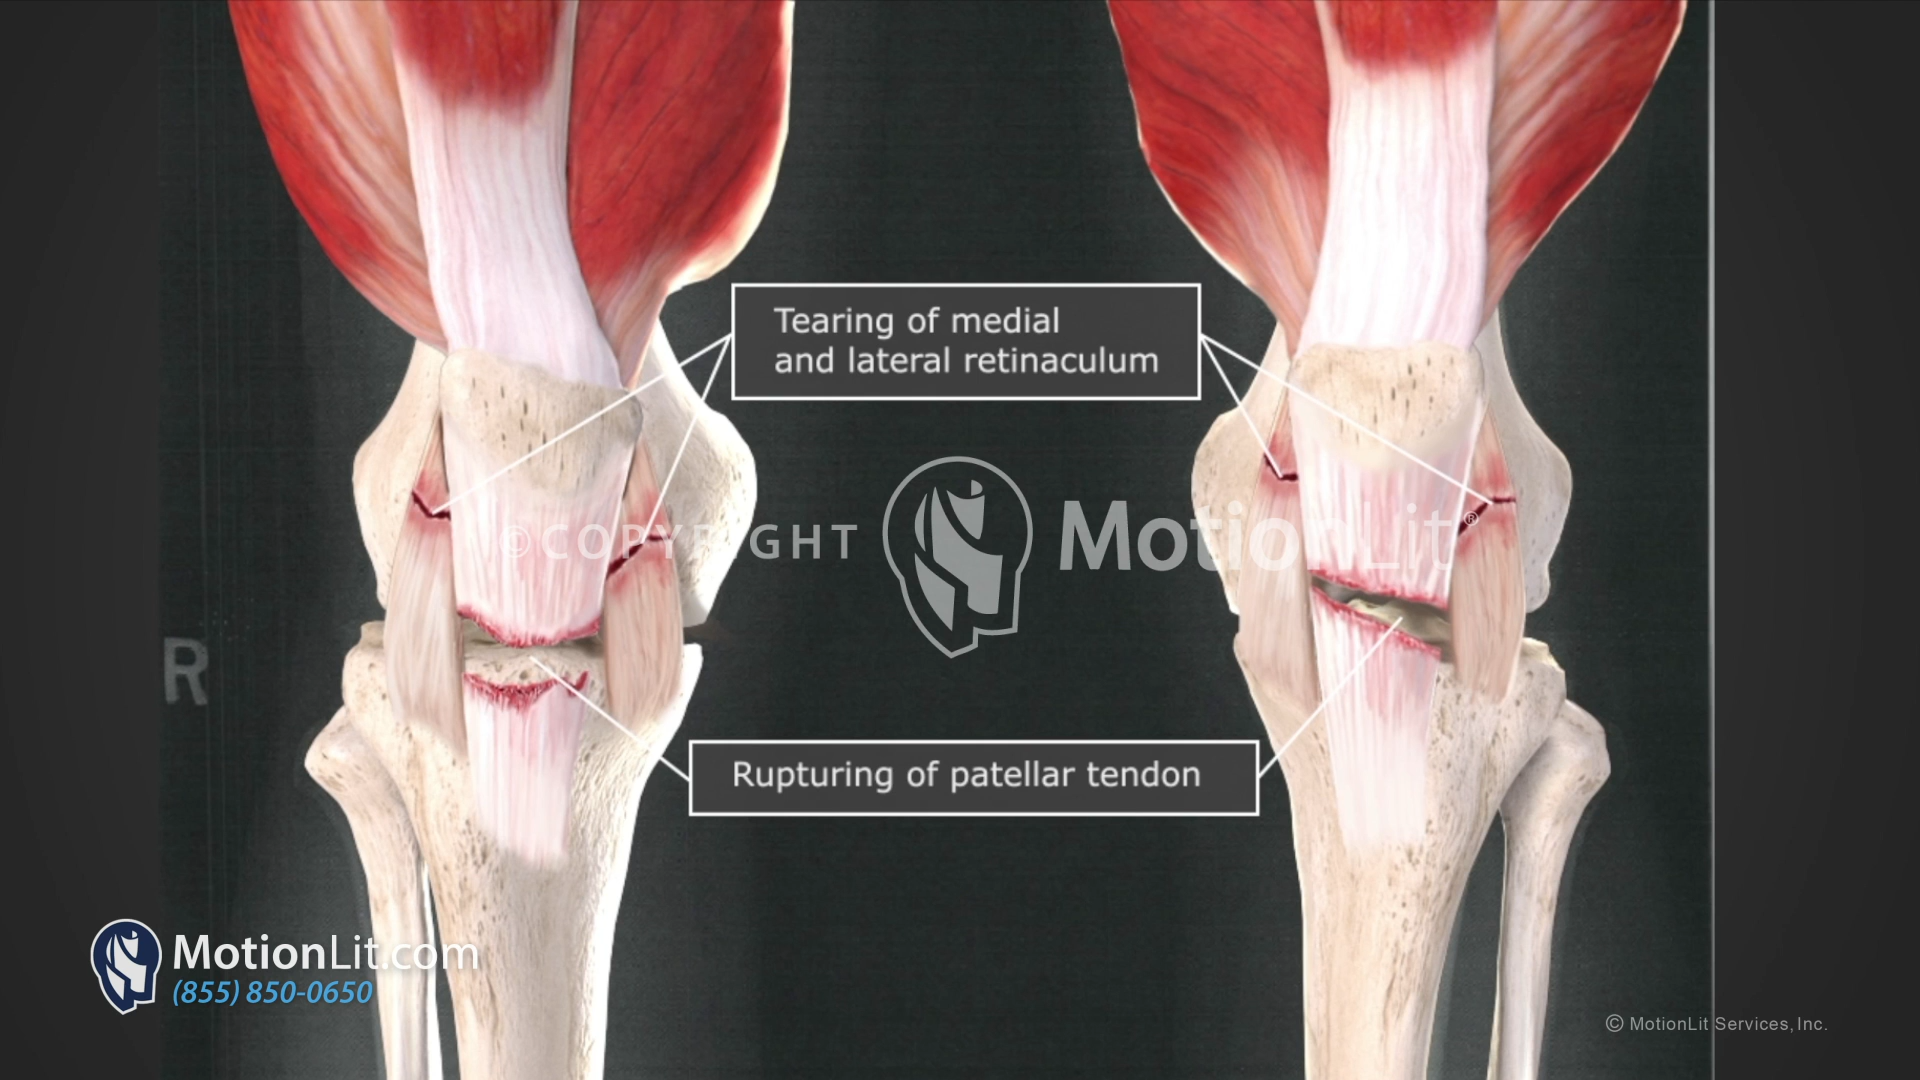 Tearing of medial
and lateral retinaculum
© COPYRIGHT MotionLit®
R
Rupturing of patellar tendon
MotionLit.com
(855) 850-0650
© MotionLit Services, Inc.